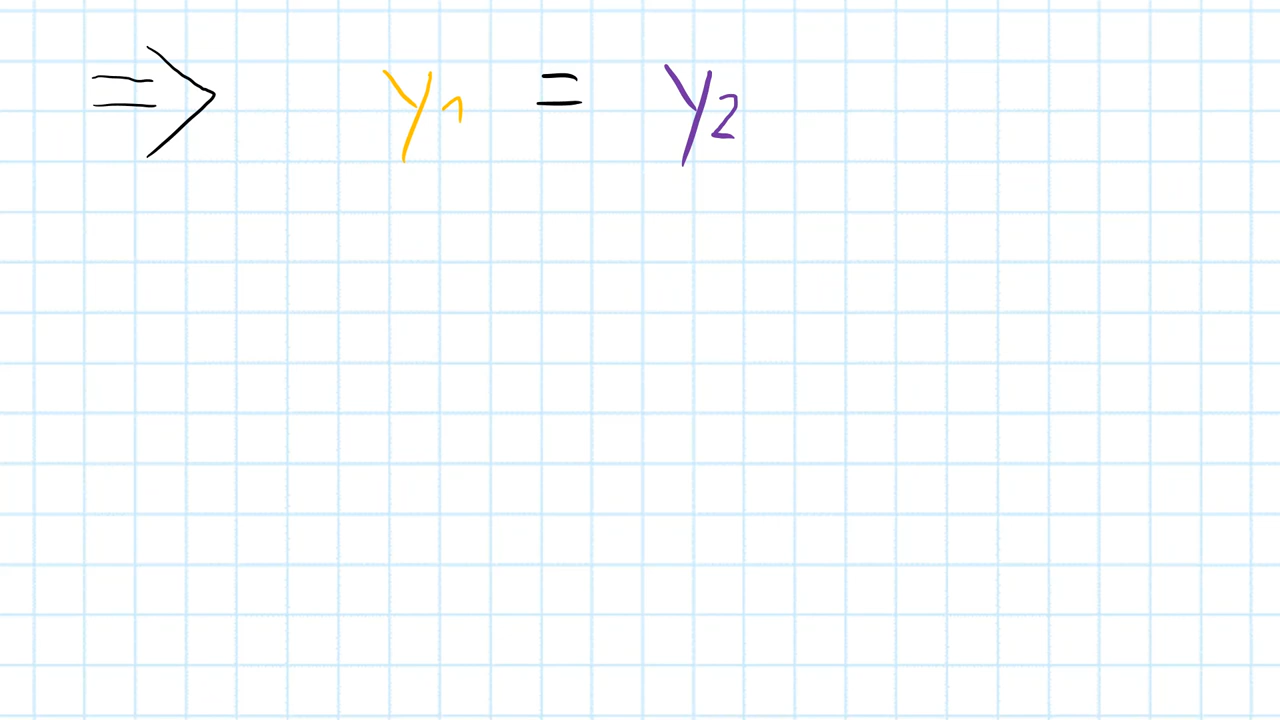 ⇒ y₁ = y₂